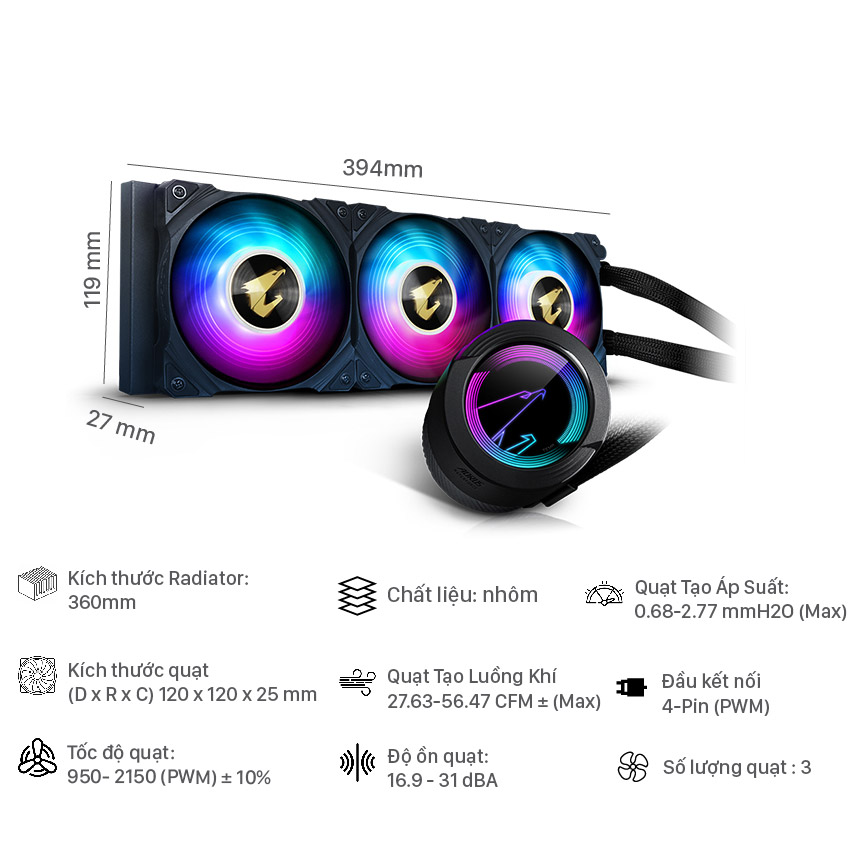 394mm
119 mm
27 mm
Kích thước Radiator:
360mm
Chất liệu: nhôm
Quạt Tạo Áp Suất:
0.68-2.77 mmH2O (Max)
Kích thước quạt
(D x R x C) 120 x 120 x 25 mm
Quạt Tạo Luồng Khí
27.63-56.47 CFM ± (Max)
Đầu kết nối
4-Pin (PWM)
Tốc độ quạt:
950- 2150 (PWM) ± 10%
Độ ồn quạt:
16.9 - 31 dBA
Số lượng quạt : 3